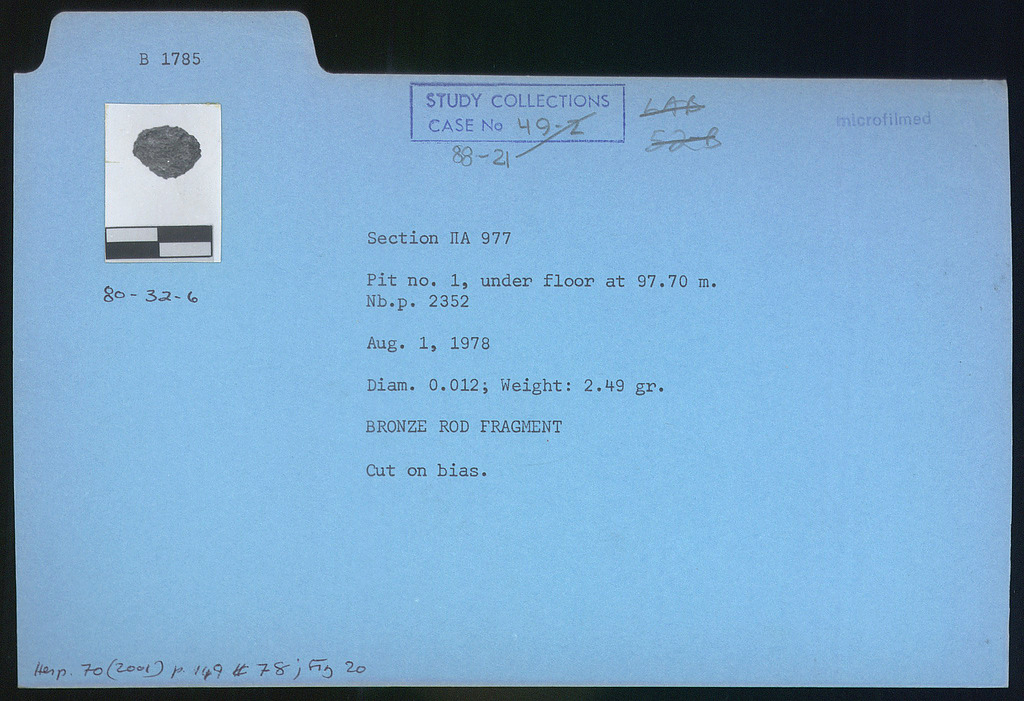 B 1785
STUDY COLLECTIONS
CASE No 49-Z
88-21
LAB
52-B
microfilmed
Section ΠA 977
Pit no. 1, under floor at 97.70 m.
Nb.p. 2352
80-32-6
Aug. 1, 1978
Diam. 0.012; Weight: 2.49 gr.
BRONZE ROD FRAGMENT
Cut on bias.
Hesp. 70 (2001) p. 149 # 78; Fig 20